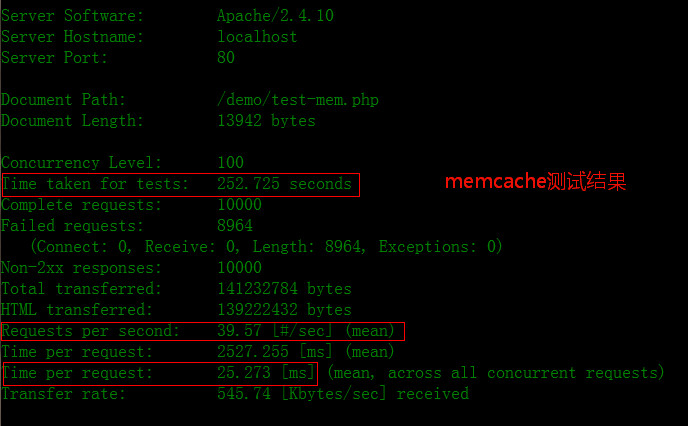 Server Software: Apache/2.4.10
Server Hostname: localhost
Server Port: 80
Document Path: /demo/test-mem.php
Document Length: 13942 bytes
Concurrency Level: 100
Time taken for tests: 252.725 seconds
memcache测试结果
Complete requests: 10000
Failed requests: 8964
(Connect: 0, Receive: 0, Length: 8964, Exceptions: 0)
Non-2xx responses: 10000
Total transferred: 141232784 bytes
HTML transferred: 139222432 bytes
Requests per second: 39.57 [#/sec] (mean)
Time per request: 2527.255 [ms] (mean)
Time per request: 25.273 [ms] (mean, across all concurrent requests)
Transfer rate: 545.74 [Kbytes/sec] received